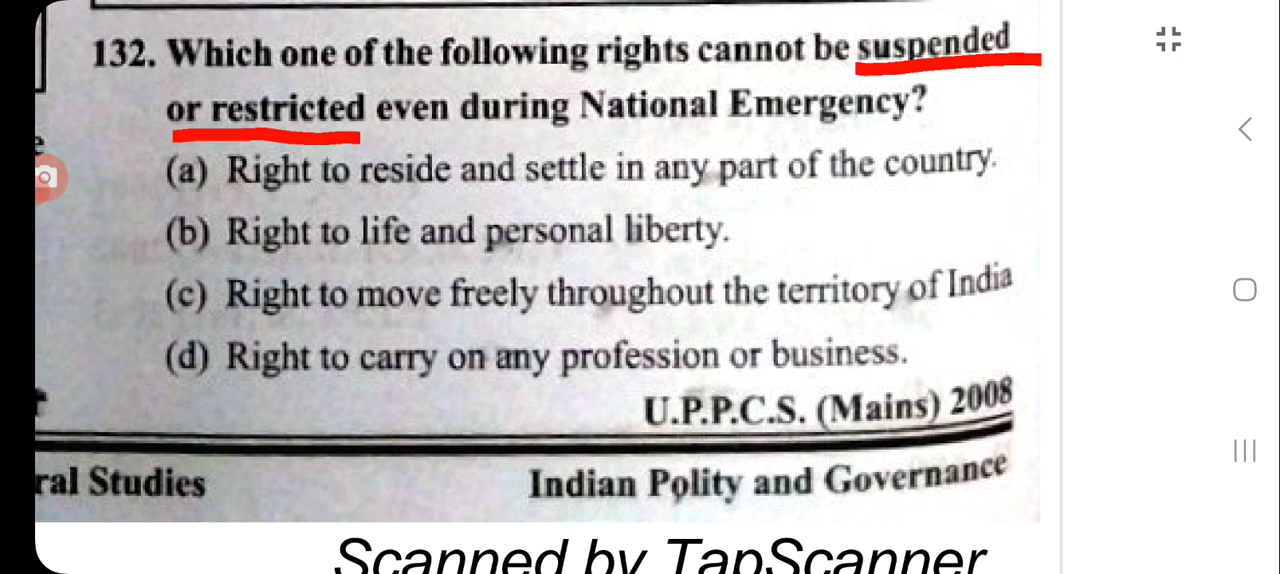 132. Which one of the following rights cannot be suspended
or restricted even during National Emergency?
(a) Right to reside and settle in any part of the country.
(b) Right to life and personal liberty.
(c) Right to move freely throughout the territory of India
(d) Right to carry on any profession or business.
U.P.P.C.S. (Mains) 2008
ral Studies Indian Polity and Governance
Scanned by TapScanner